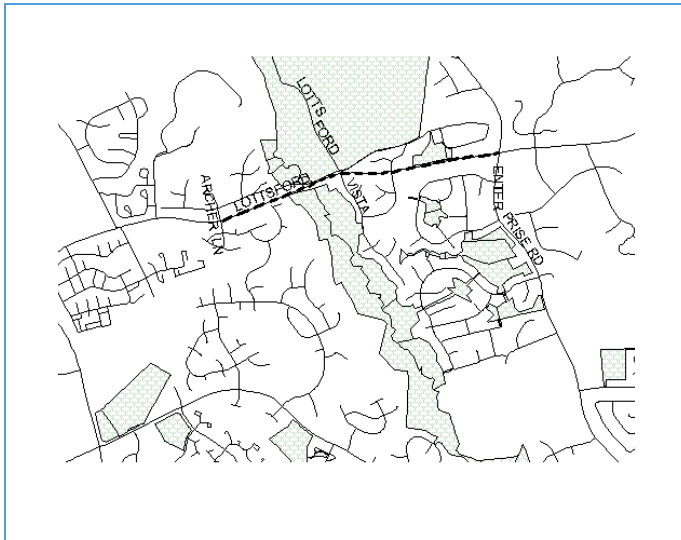 LOTTS
FORD
VISTA
LOTTSFORD
ARCHER LN
ENTER
PRISE RD